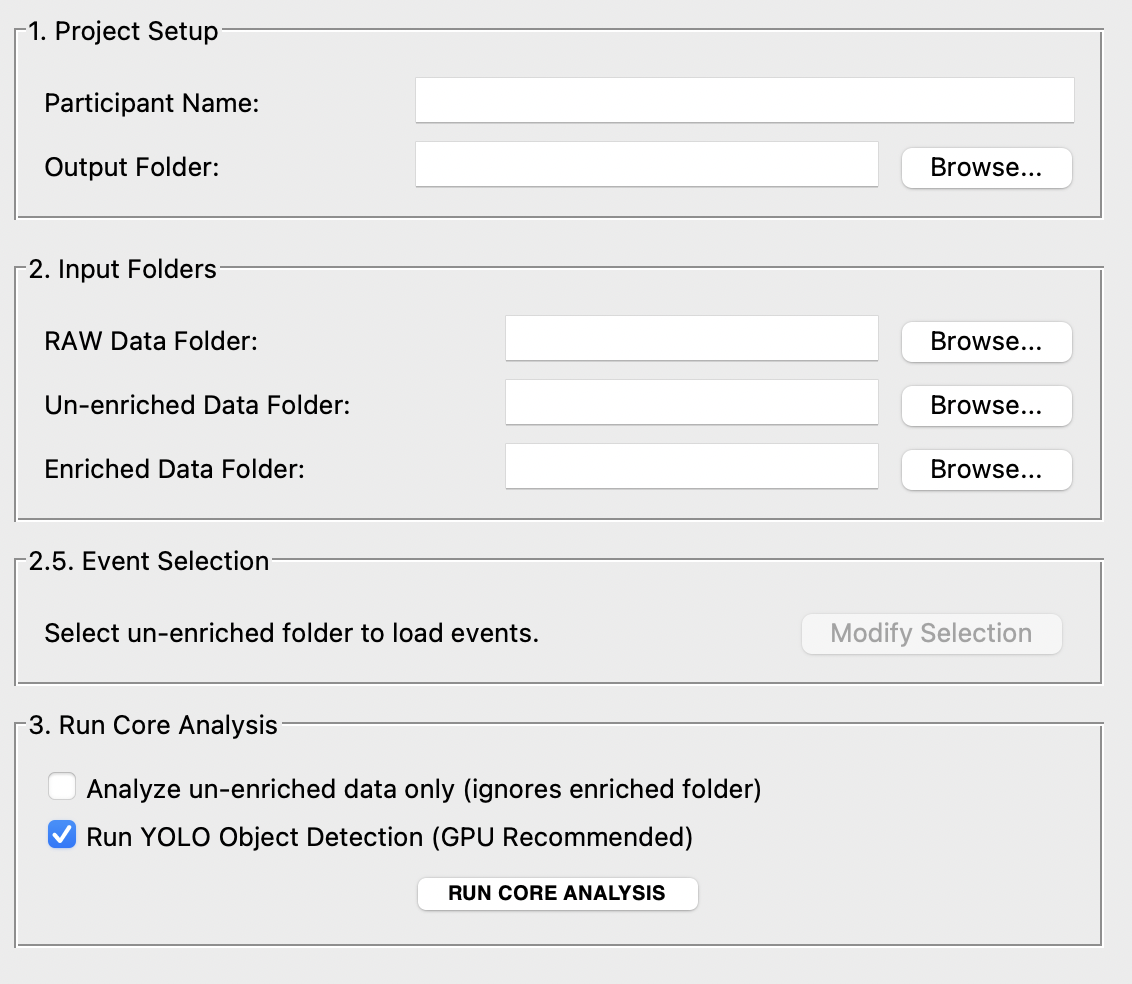 1. Project Setup
Participant Name:
Output Folder:
Browse...
2. Input Folders
RAW Data Folder:
Browse...
Un-enriched Data Folder:
Browse...
Enriched Data Folder:
Browse...
2.5. Event Selection
Select un-enriched folder to load events.
Modify Selection
3. Run Core Analysis
Analyze un-enriched data only (ignores enriched folder)
Run YOLO Object Detection (GPU Recommended)
RUN CORE ANALYSIS